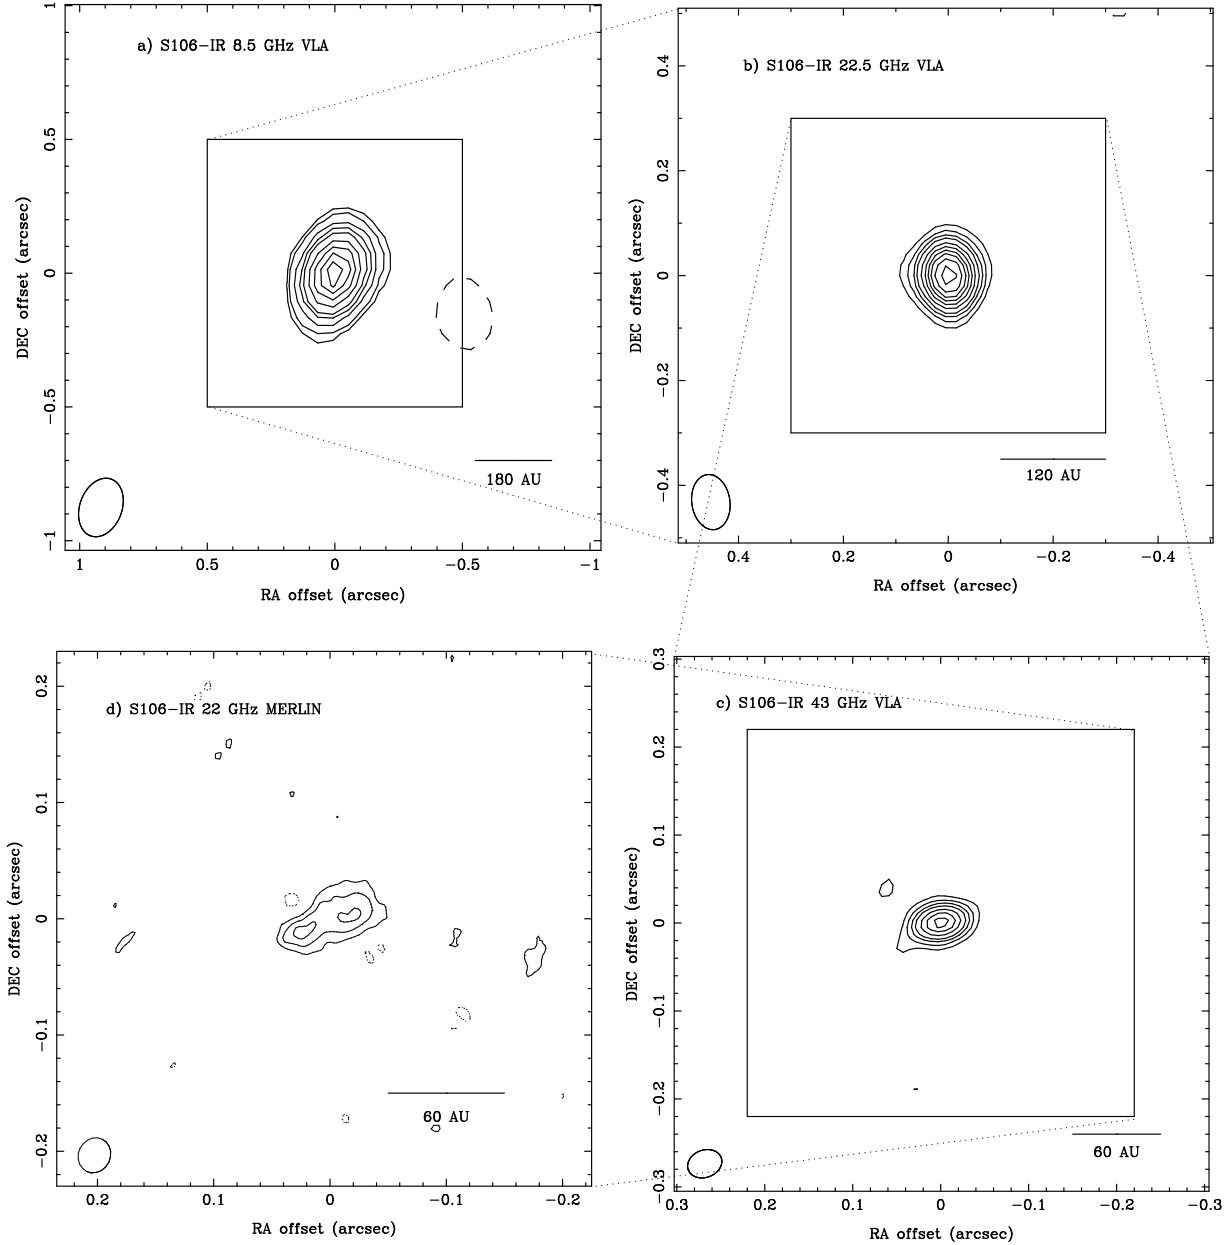 a) S106−IR 8.5 GHz VLA
DEC offset (arcsec)
1
0.5
0
−0.5
−1
180 AU
1
0.5
0
−0.5
−1
RA offset (arcsec)
b) S106−IR 22.5 GHz VLA
DEC offset (arcsec)
0.4
0.2
0
−0.2
−0.4
120 AU
0.4
0.2
0
−0.2
−0.4
RA offset (arcsec)
d) S106−IR 22 GHz MERLIN
DEC offset (arcsec)
0.2
0.1
0
−0.1
−0.2
60 AU
0.2
0.1
0
−0.1
−0.2
RA offset (arcsec)
c) S106−IR 43 GHz VLA
DEC offset (arcsec)
0.3
0.2
0.1
0
−0.1
−0.2
−0.3
60 AU
0.3
0.2
0.1
0
−0.1
−0.2
−0.3
RA offset (arcsec)